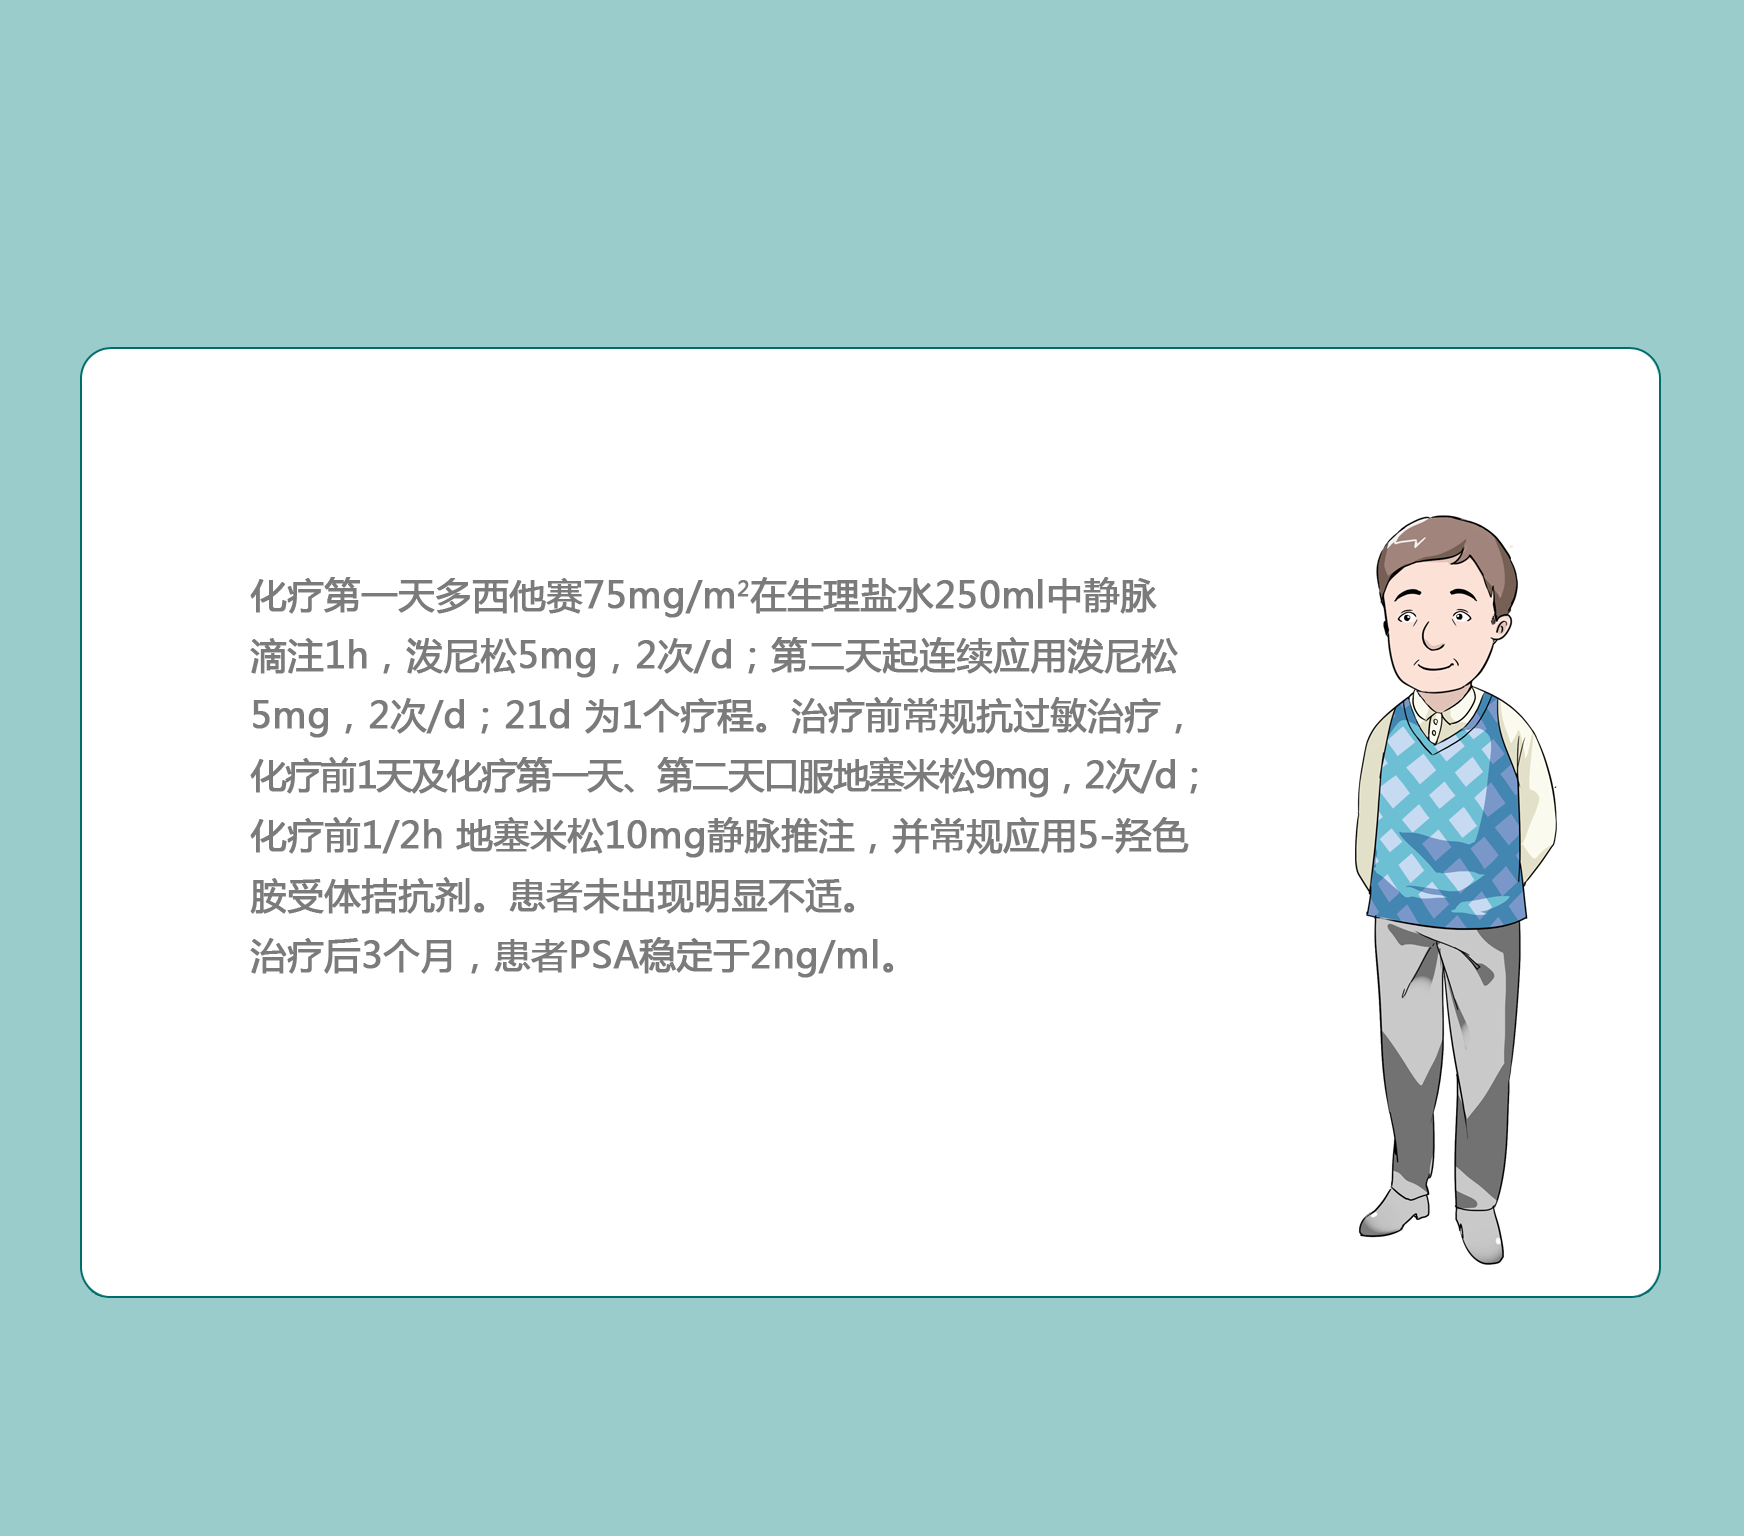 化疗第一天多西他赛75mg/m²在生理盐水250ml中静脉
滴注1h，泼尼松5mg，2次/d；第二天起连续应用泼尼松
5mg，2次/d；21d 为1个疗程。治疗前常规抗过敏治疗，
化疗前1天及化疗第一天、第二天口服地塞米松9mg，2次/d；
化疗前1/2h 地塞米松10mg静脉推注，并常规应用5-羟色
胺受体拮抗剂。患者未出现明显不适。
治疗后3个月，患者PSA稳定于2ng/ml。